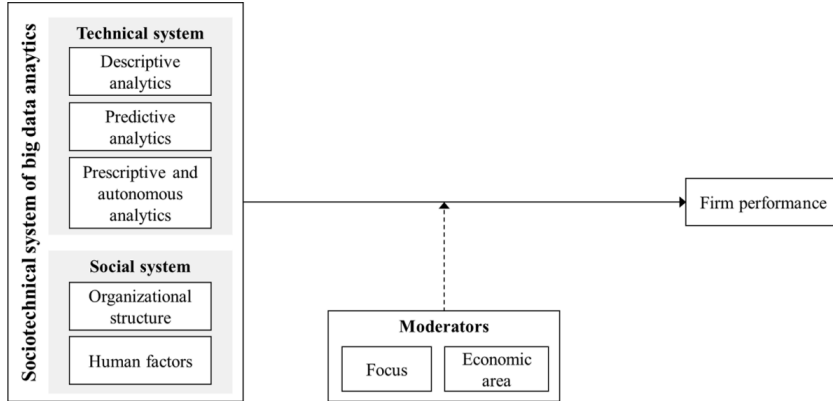 Sociotechnical system of big data anaytics
Technical system
Descriptive
analytics
Predictive
analytics
Prescriptive and
autonomous
analytics
Social system
Organizational
structure
Human factors
Moderators
Focus
Economic
area
Firm performance